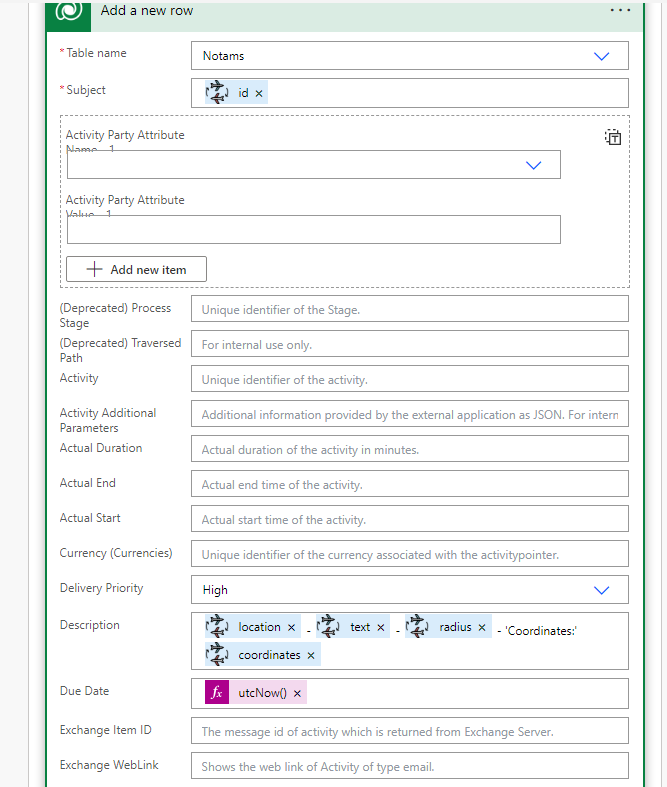 Add a new row
* Table name
Notams
* Subject
id ×
Activity Party Attribute
Name - 1
Activity Party Attribute
Value - 1
Add new item
(Deprecated) Process
Stage
Unique identifier of the Stage.
(Deprecated) Traversed
Path
For internal use only.
Activity
Unique identifier of the activity.
Activity Additional
Parameters
Additional information provided by the external application as JSON. For intern
Actual Duration
Actual duration of the activity in minutes.
Actual End
Actual end time of the activity.
Actual Start
Actual start time of the activity.
Currency (Currencies)
Unique identifier of the currency associated with the activitypointer.
Delivery Priority
High
Description
location × - text × - radius × - 'Coordinates:'
coordinates ×
Due Date
fx utcNow() ×
Exchange Item ID
The message id of activity which is returned from Exchange Server.
Exchange WebLink
Shows the web link of Activity of type email.